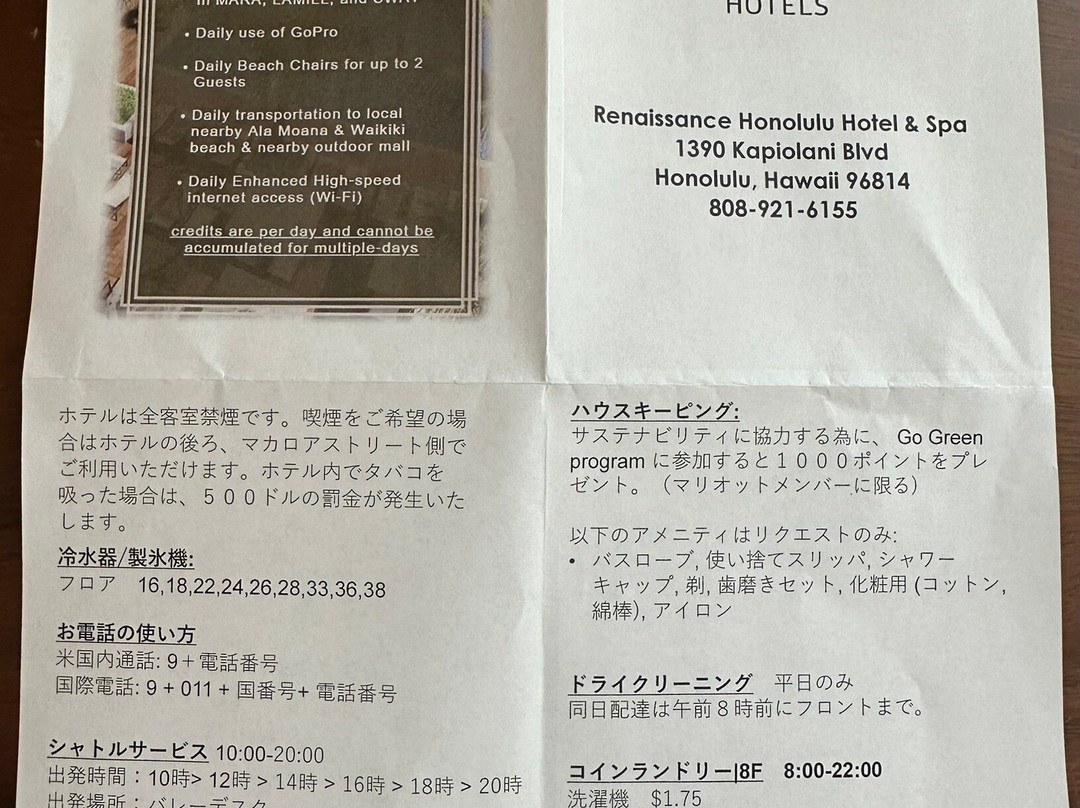 in MARA, LAMILL, and SWAY
• Daily use of GoPro
• Daily Beach Chairs for up to 2
Guests
• Daily transportation to local
nearby Ala Moana & Waikiki
beach & nearby outdoor mall
• Daily Enhanced High-speed
internet access (Wi-Fi)
credits are per day and cannot be
accumulated for multiple-days
HOTELS
Renaissance Honolulu Hotel & Spa
1390 Kapiolani Blvd
Honolulu, Hawaii 96814
808-921-6155
ホテルは全客室禁煙です。喫煙をご希望の場
合はホテルの後ろ、マカロアストリート側で
ご利用いただけます。ホテル内でタバコを
吸った場合は、５００ドルの罰金が発生いた
します。
冷水器/製氷機:
フロア 16,18,22,24,26,28,33,36,38
お電話の使い方
米国内通話: 9＋電話番号
国際電話: 9 + 011 + 国番号+ 電話番号
シャトルサービス 10:00-20:00
出発時間：10時> 12時 > 14時 > 16時 > 18時 > 20時
出発場所：バレーデスク
ハウスキーピング:
サステナビリティに協力する為に、 Go Green
program に参加すると１０００ポイントをプレ
ゼント。（マリオットメンバーに限る）
以下のアメニティはリクエストのみ:
• バスローブ, 使い捨てスリッパ, シャワー
キャップ, 剃, 歯磨きセット, 化粧用 (コットン,
綿棒), アイロン
ドライクリーニング 平日のみ
同日配達は午前８時前にフロントまで。
コインランドリー|8F 8:00-22:00
洗濯機 $1.75